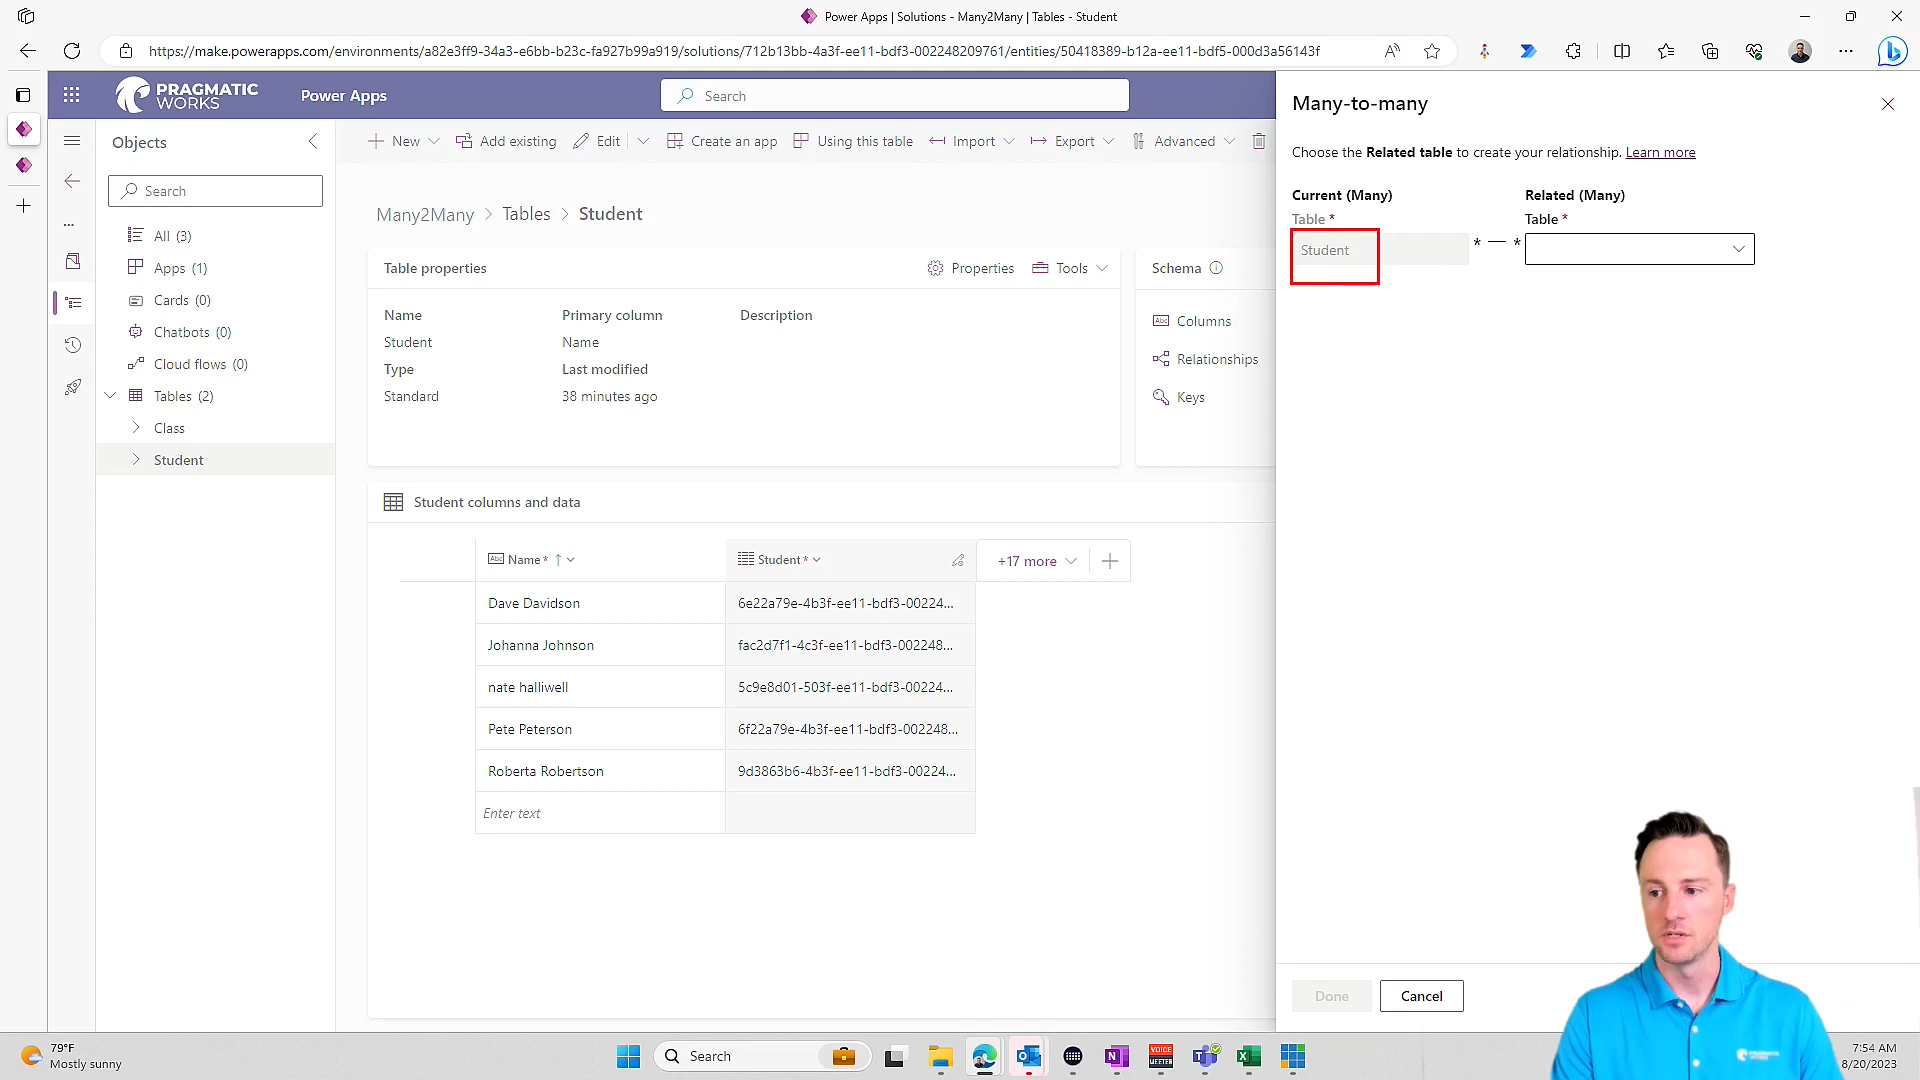 Power Apps | Solutions - Many2Many | Tables - Student
https://make.powerapps.com/environments/a82e3ff9-34a3-e6bb-b23c-fa927b99a919/solutions/712b13bb-4a3f-ee11-bdf3-002248209761/entities/50418389-b12a-ee11-bdf5-000d3a56143f
PRAGMATIC
WORKS
Power Apps
Search
Objects
Search
All (3)
Apps (1)
Cards (0)
Chatbots (0)
Cloud flows (0)
Tables (2)
Class
Student
New
Add existing
Edit
Create an app
Using this table
Import
Export
Advanced
Many2Many > Tables > Student
Table properties
Properties
Tools
Name
Primary column
Description
Student
Name
Type
Last modified
Standard
38 minutes ago
Schema
Columns
Relationships
Keys
Student columns and data
Abc Name * ↑
Student *
+17 more
Dave Davidson
6e22a79e-4b3f-ee11-bdf3-00224...
Johanna Johnson
fac2d7f1-4c3f-ee11-bdf3-002248...
nate halliwell
5c9e8d01-503f-ee11-bdf3-00224...
Pete Peterson
6f22a79e-4b3f-ee11-bdf3-002248...
Roberta Robertson
9d3863b6-4b3f-ee11-bdf3-00224...
Enter text
Many-to-many
Choose the Related table to create your relationship. Learn more
Current (Many)
Related (Many)
Table *
Table *
Student
* — *
Done
Cancel
PRAGMATIC
WORKS
79°F
Mostly sunny
Search
VOICE
MEETER
7:54 AM
8/20/2023